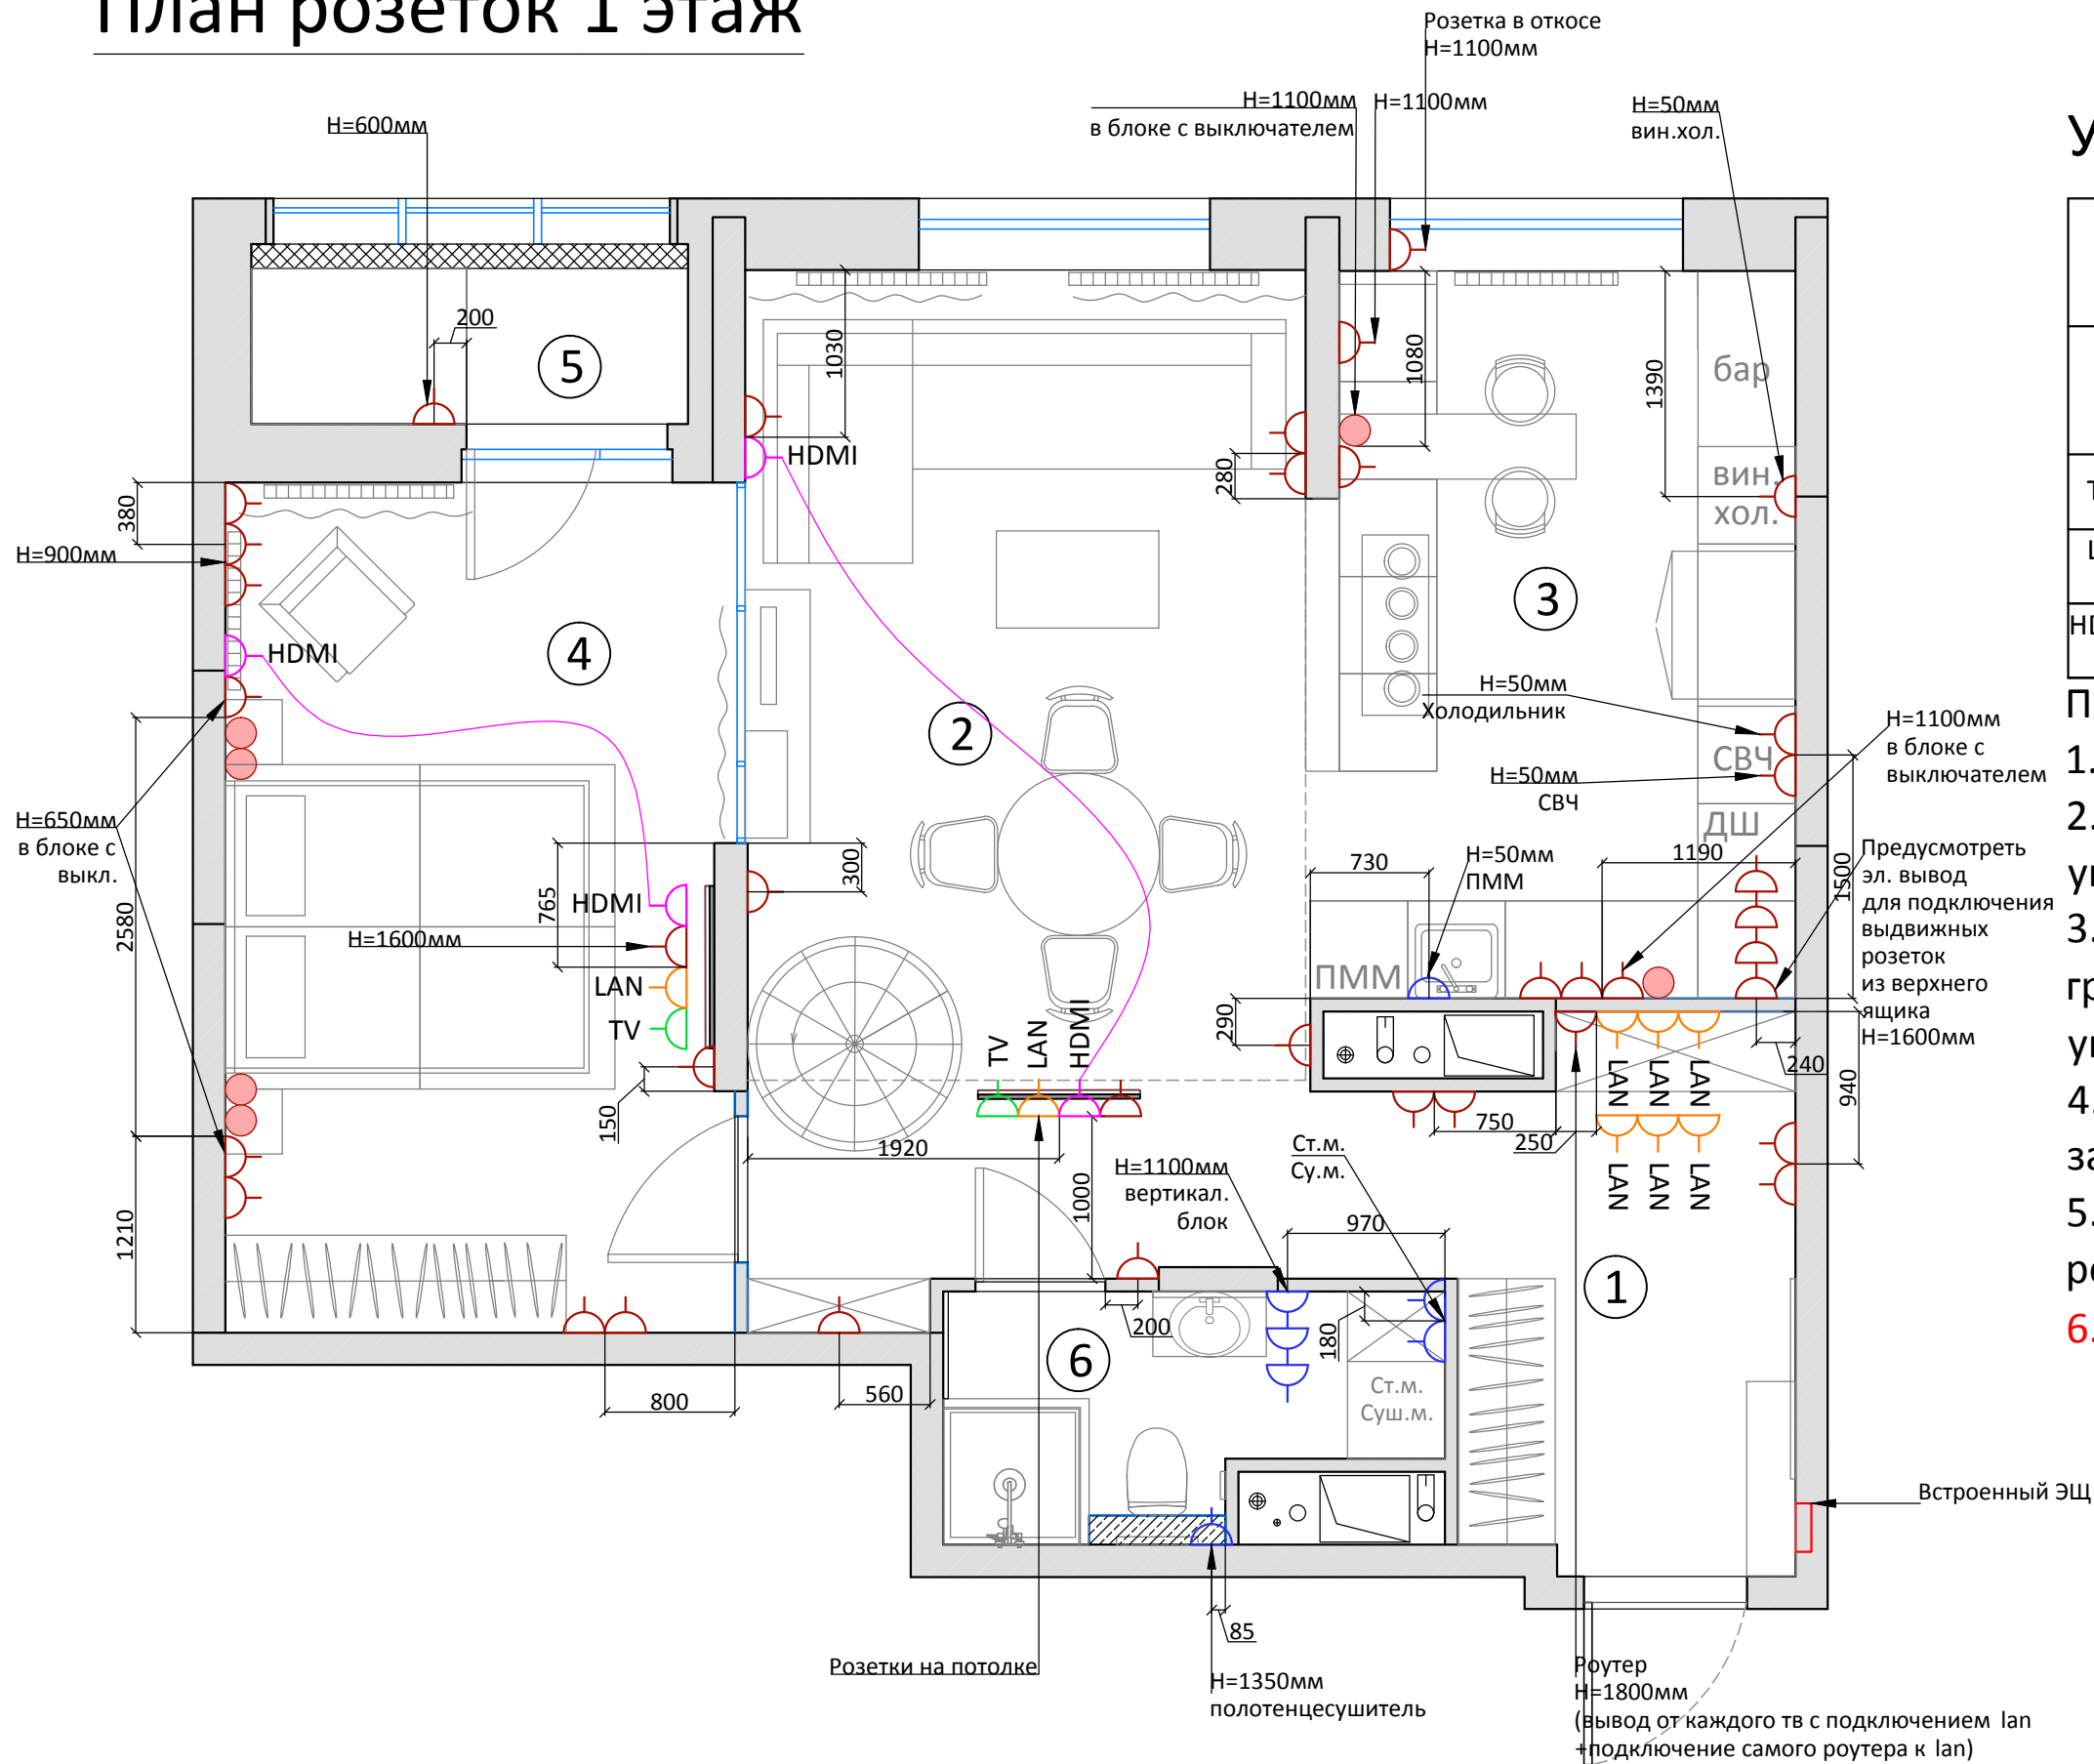 План розеток 1 этаж
Розетка в откосе
H=1100мм
H=1100мм
в блоке с выключателем
H=1100мм
H=50мм
вин.хол.
H=600мм
200
5
1030
HDMI
280
1080
1390
бар
вин.
хол.
380
H=900мм
HDMI
4
2
3
H=50мм
Холодильник
H=50мм
СВЧ
СВЧ
ДШ
H=1100мм
в блоке с
выключателем
H=650мм
в блоке с
выкл.
2580
765
HDMI
H=1600мм
LAN
TV
150
300
730
H=50мм
ПММ
1190
1500
Предусмотреть
эл. вывод
для подключения
выдвижных
розеток
из верхнего
ящика
H=1600мм
ПММ
290
TV
LAN
HDMI
LAN
LAN
LAN
240
940
750
250
LAN
LAN
LAN
1920
1000
H=1100мм
вертикал.
блок
Ст.м.
Су.м.
970
1210
200
180
6
1
Ст.м.
Суш.м.
800
560
85
Встроенный ЭЩ
Розетки на потолке
H=1350мм
полотенцесушитель
Роутер
H=1800мм
(вывод от каждого тв с подключением lan
+подключение самого роутера к lan)
1.
2.
3.
4.
5.
6.